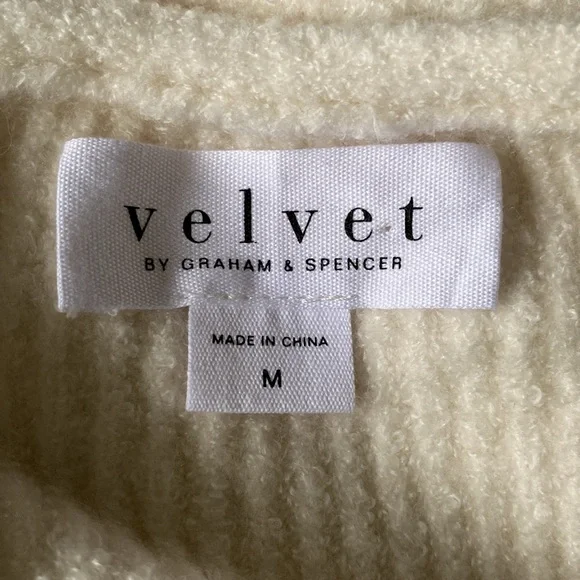 velvet
BY GRAHAM & SPENCER
MADE IN CHINA
M